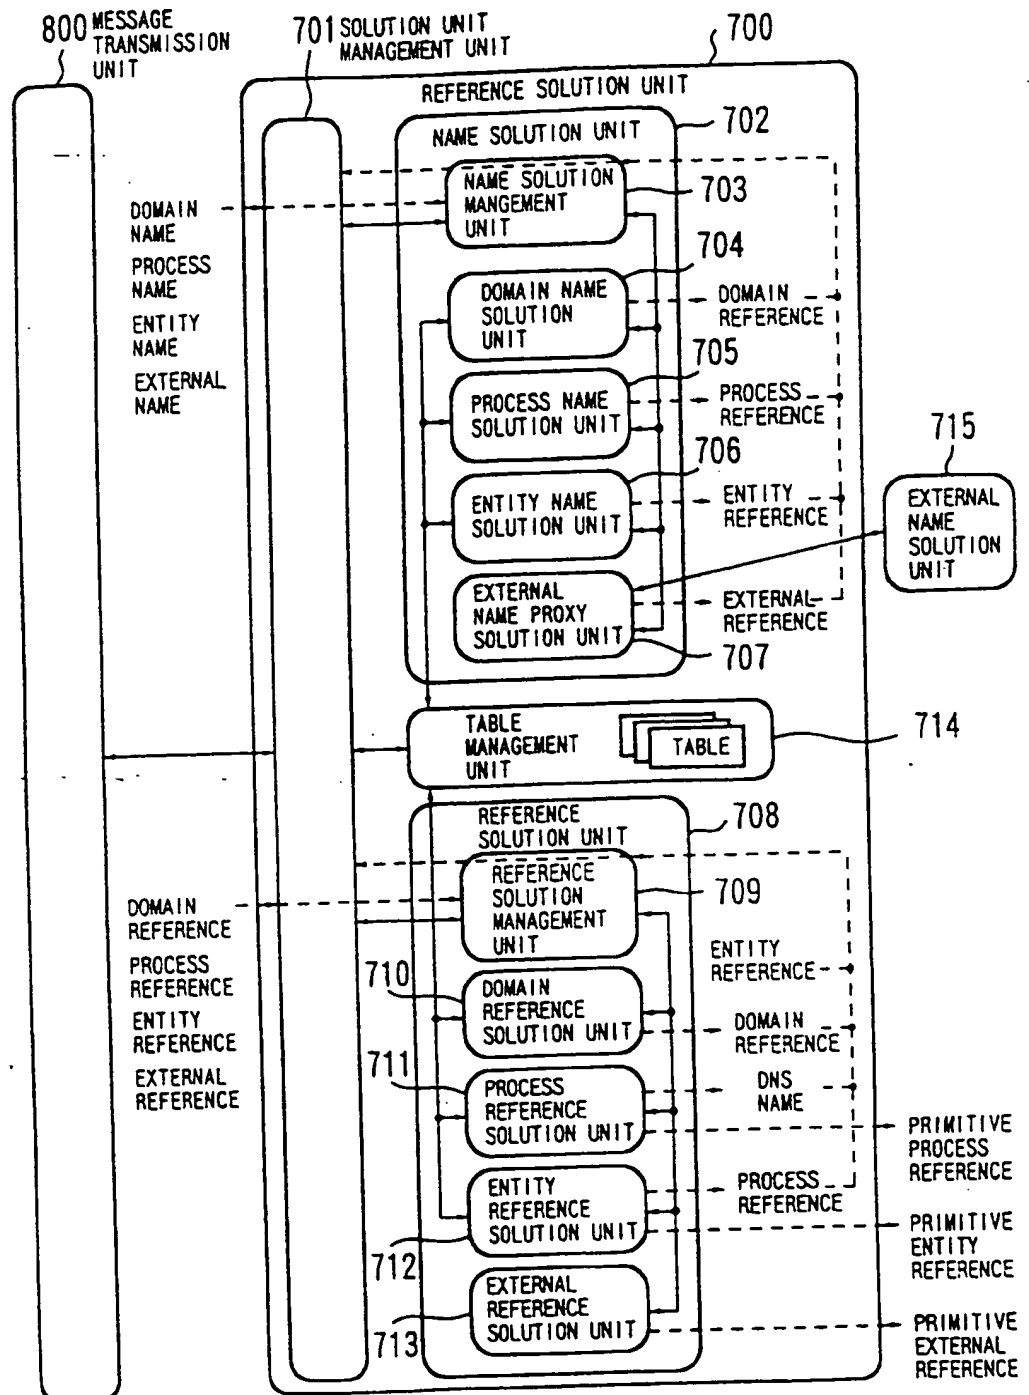 800 MESSAGE
TRANSMISSION
UNIT
701 SOLUTION UNIT
MANAGEMENT UNIT
700
REFERENCE SOLUTION UNIT
NAME SOLUTION UNIT
702
NAME SOLUTION
MANGEMENT
UNIT
703
DOMAIN
NAME
PROCESS
NAME
ENTITY
NAME
EXTERNAL
NAME
704
DOMAIN NAME
SOLUTION
UNIT
DOMAIN
REFERENCE
705
PROCESS NAME
SOLUTION UNIT
PROCESS
REFERENCE
706
ENTITY NAME
SOLUTION UNIT
ENTITY
REFERENCE
715
EXTERNAL
NAME
SOLUTION
UNIT
EXTERNAL
NAME PROXY
SOLUTION UNIT
EXTERNAL
REFERENCE
707
TABLE
MANAGEMENT
UNIT
TABLE
714
REFERENCE
SOLUTION UNIT
708
REFERENCE
SOLUTION
MANAGEMENT
UNIT
709
DOMAIN
REFERENCE
PROCESS
REFERENCE
ENTITY
REFERENCE
EXTERNAL
REFERENCE
ENTITY
REFERENCE
710
DOMAIN
REFERENCE
SOLUTION UNIT
DOMAIN
REFERENCE
711
PROCESS
REFERENCE
SOLUTION UNIT
DNS
NAME
PRIMITIVE
PROCESS
REFERENCE
ENTITY
REFERENCE
SOLUTION UNIT
PROCESS
REFERENCE
712
PRIMITIVE
ENTITY
REFERENCE
EXTERNAL
REFERENCE
SOLUTION UNIT
713
PRIMITIVE
EXTERNAL
REFERENCE